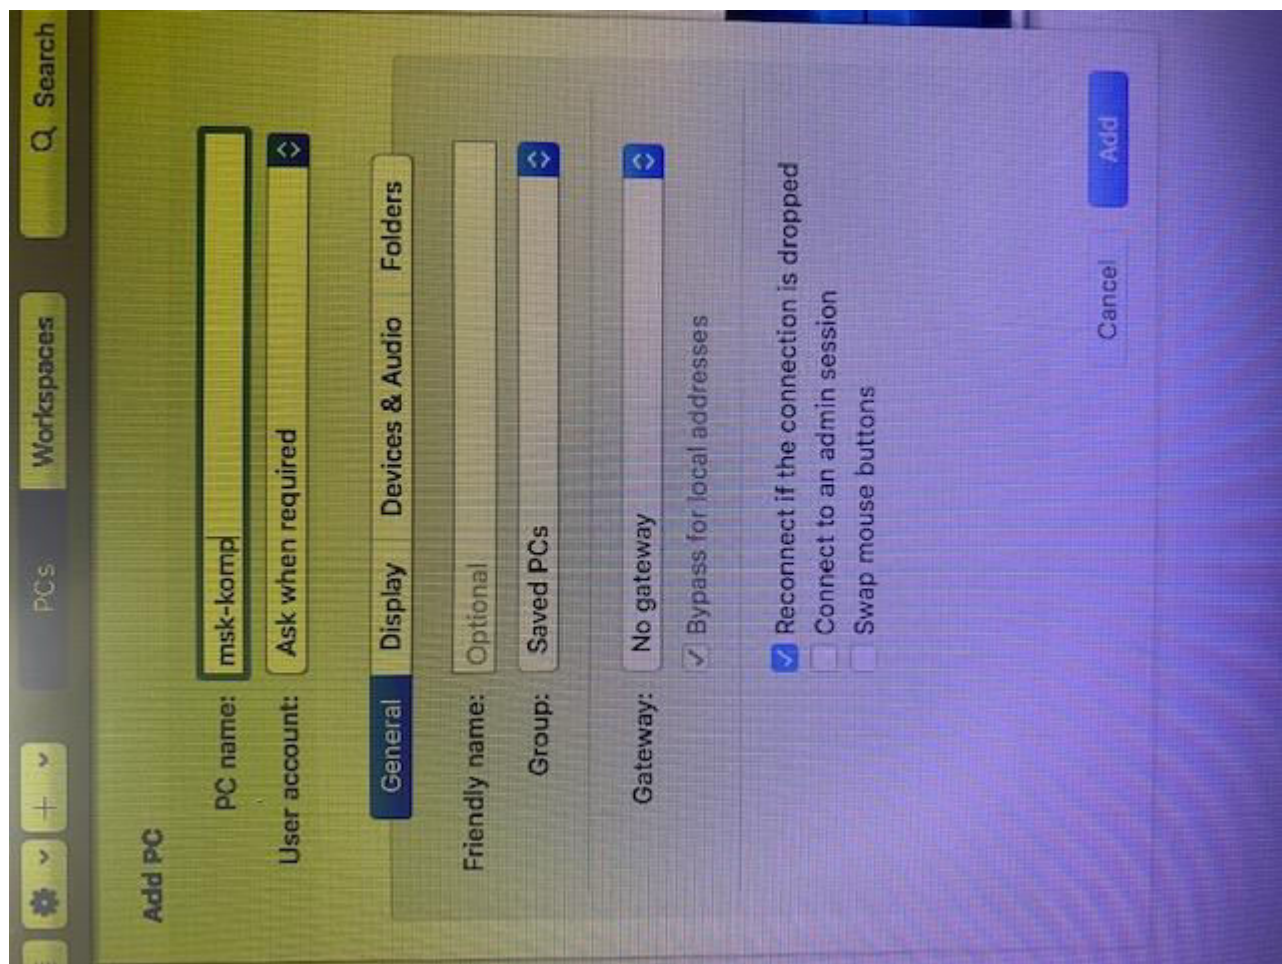 PCs Workspaces Search
Add PC
PC name: msk-komp
User account: Ask when required
General Display Devices & Audio Folders
Friendly name: Optional
Group: Saved PCs
Gateway: No gateway
Bypass for local addresses
Reconnect if the connection is dropped
Connect to an admin session
Swap mouse buttons
Cancel Add